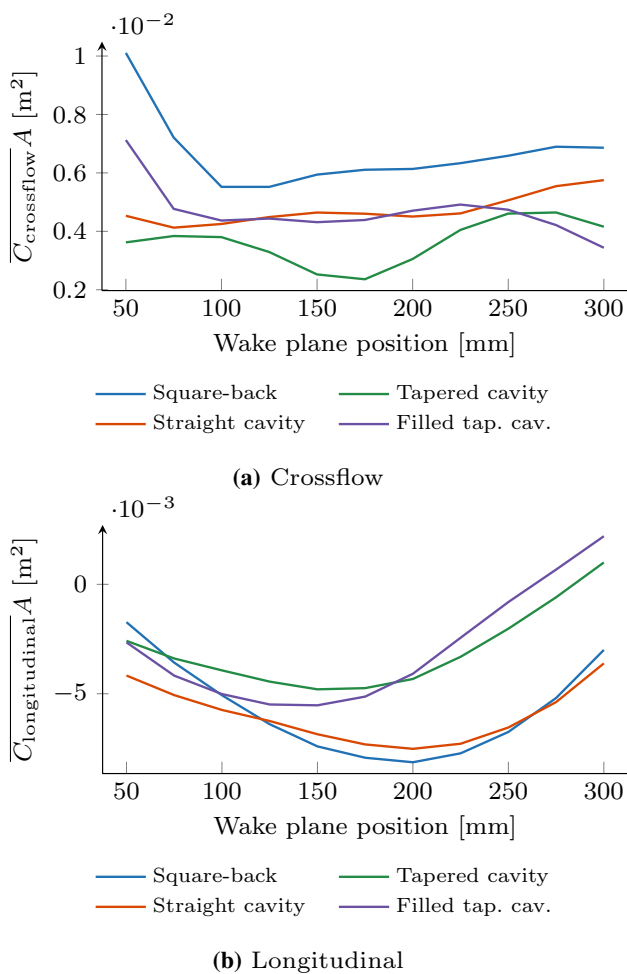 ·10⁻²
1
0.8
0.6
0.4
0.2
C_crossflow A [m²]
50 100 150 200 250 300
Wake plane position [mm]
Square-back Tapered cavity
Straight cavity Filled tap. cav.
(a) Crossflow
·10⁻³
0
−5
C_longitudinal A [m²]
50 100 150 200 250 300
Wake plane position [mm]
Square-back Tapered cavity
Straight cavity Filled tap. cav.
(b) Longitudinal